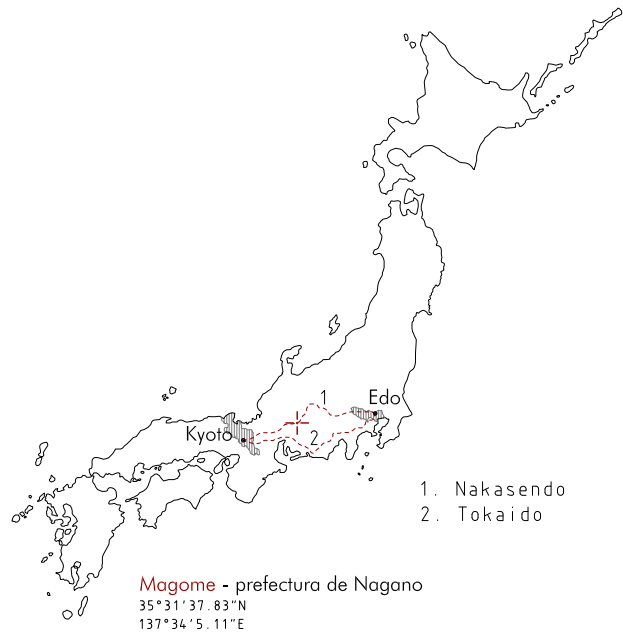 1
Edo
Kyoto
2
1. Nakasendo
2. Tokaido
Magome - prefectura de Nagano
35°31'37.83"N
137°34'5.11"E